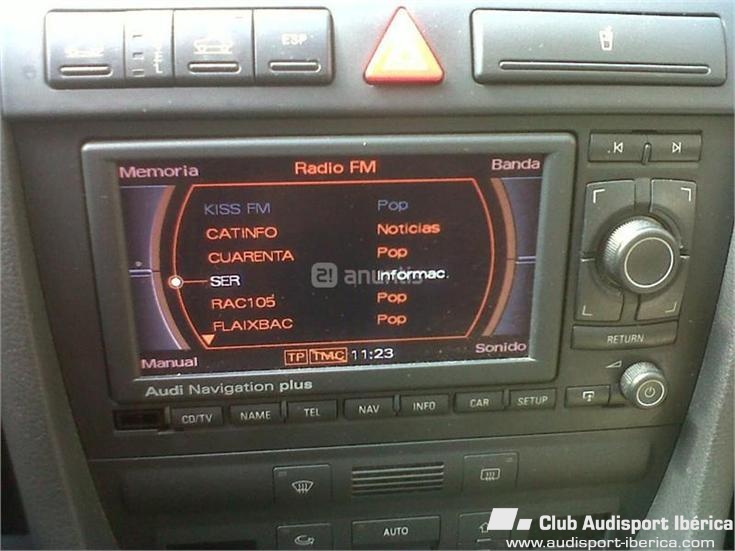 ESP
Memoria Radio FM Banda
KISS FM Pop
CATINFO Noticias
CUARENTA Pop
SER Informac.
RAC105 Pop
FLAIXBAC Pop
Manual TP TMC 11:23 Sonido
Audi Navigation plus
RETURN
CD/TV NAME TEL NAV INFO CAR SETUP
AUTO
anuntis
Club Audisport Ibérica
www.audisport-iberica.com